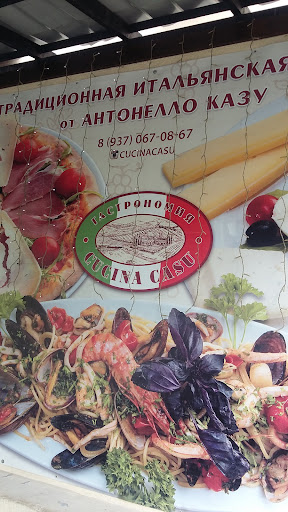 ТРАДИЦИОННАЯ ИТАЛЬЯНСКАЯ
от АНТОНЕЛЛО КАЗУ
8 (937) 067-08-67
CUCINACASU
ГАСТРОНОМИЯ
CUCINA CASU